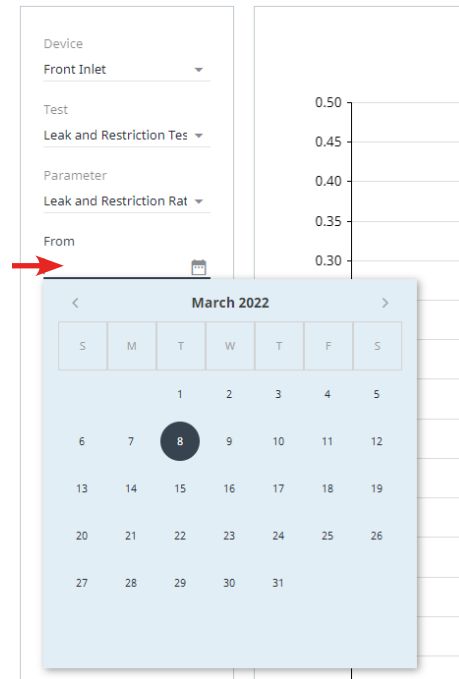 Device
Front Inlet
Test
Leak and Restriction Tes
Parameter
Leak and Restriction Rat
From
March 2022
S M T W T F S
1 2 3 4 5
6 7 8 9 10 11 12
13 14 15 16 17 18 19
20 21 22 23 24 25 26
27 28 29 30 31
0.50
0.45
0.40
0.35
0.30